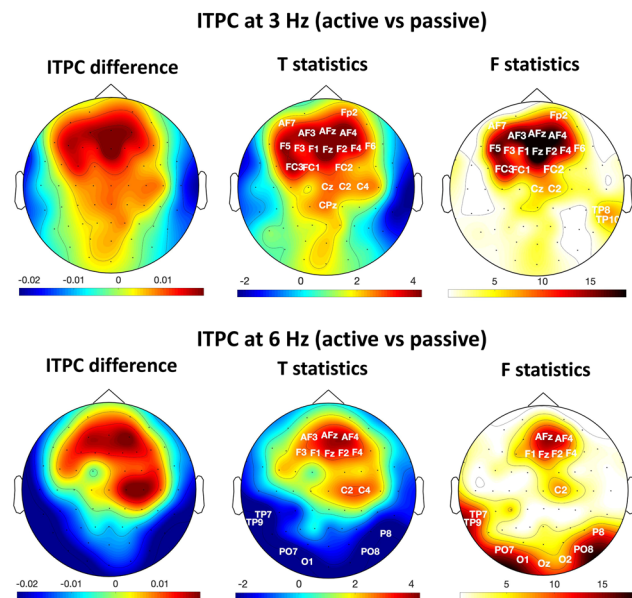 ITPC at 3 Hz (active vs passive)
ITPC difference
T statistics
F statistics
AF7 Fp2
AF3 AFz AF4
F5 F3 F1 Fz F2 F4 F6
FC3 FC1 FC2
Cz C2 C4
CPz
Fp2
AF3 AFz AF4
F5 F3 F1 Fz F2 F4 F6
FC3 FC1 FC2
Cz C2
TP8
TP10
-0.02 -0.01 0 0.01
-2 0 2 4
5 10 15
ITPC at 6 Hz (active vs passive)
ITPC difference
T statistics
F statistics
AF3 AFz AF4
F3 F1 Fz F2 F4
C2 C4
TP7
TP9
P8
PO7 PO8
O1
AFz AF4
F1 Fz F2 F4
C2
TP7
TP9
P8
PO7 PO8
O1 Oz O2
-0.02 -0.01 0 0.01
-2 0 2 4
5 10 15